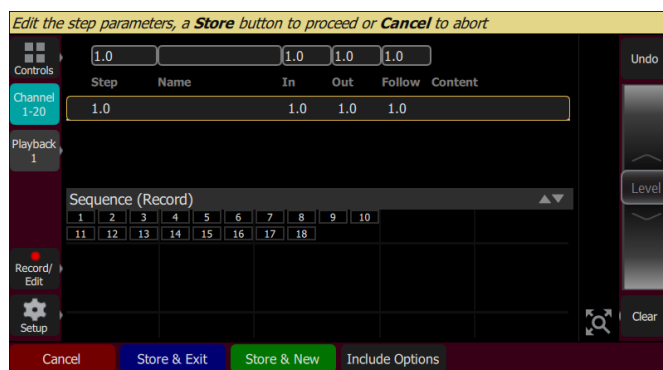 Edit the step parameters, a Store button to proceed or Cancel to abort
Controls
1.0 1.0 1.0 1.0
Undo
Step Name In Out Follow Content
Channel
1-20
1.0 1.0 1.0 1.0
Playback
1
Level
Sequence (Record)
1 2 3 4 5 6 7 8 9 10
11 12 13 14 15 16 17 18
Record/
Edit
Setup
Clear
Cancel Store & Exit Store & New Include Options